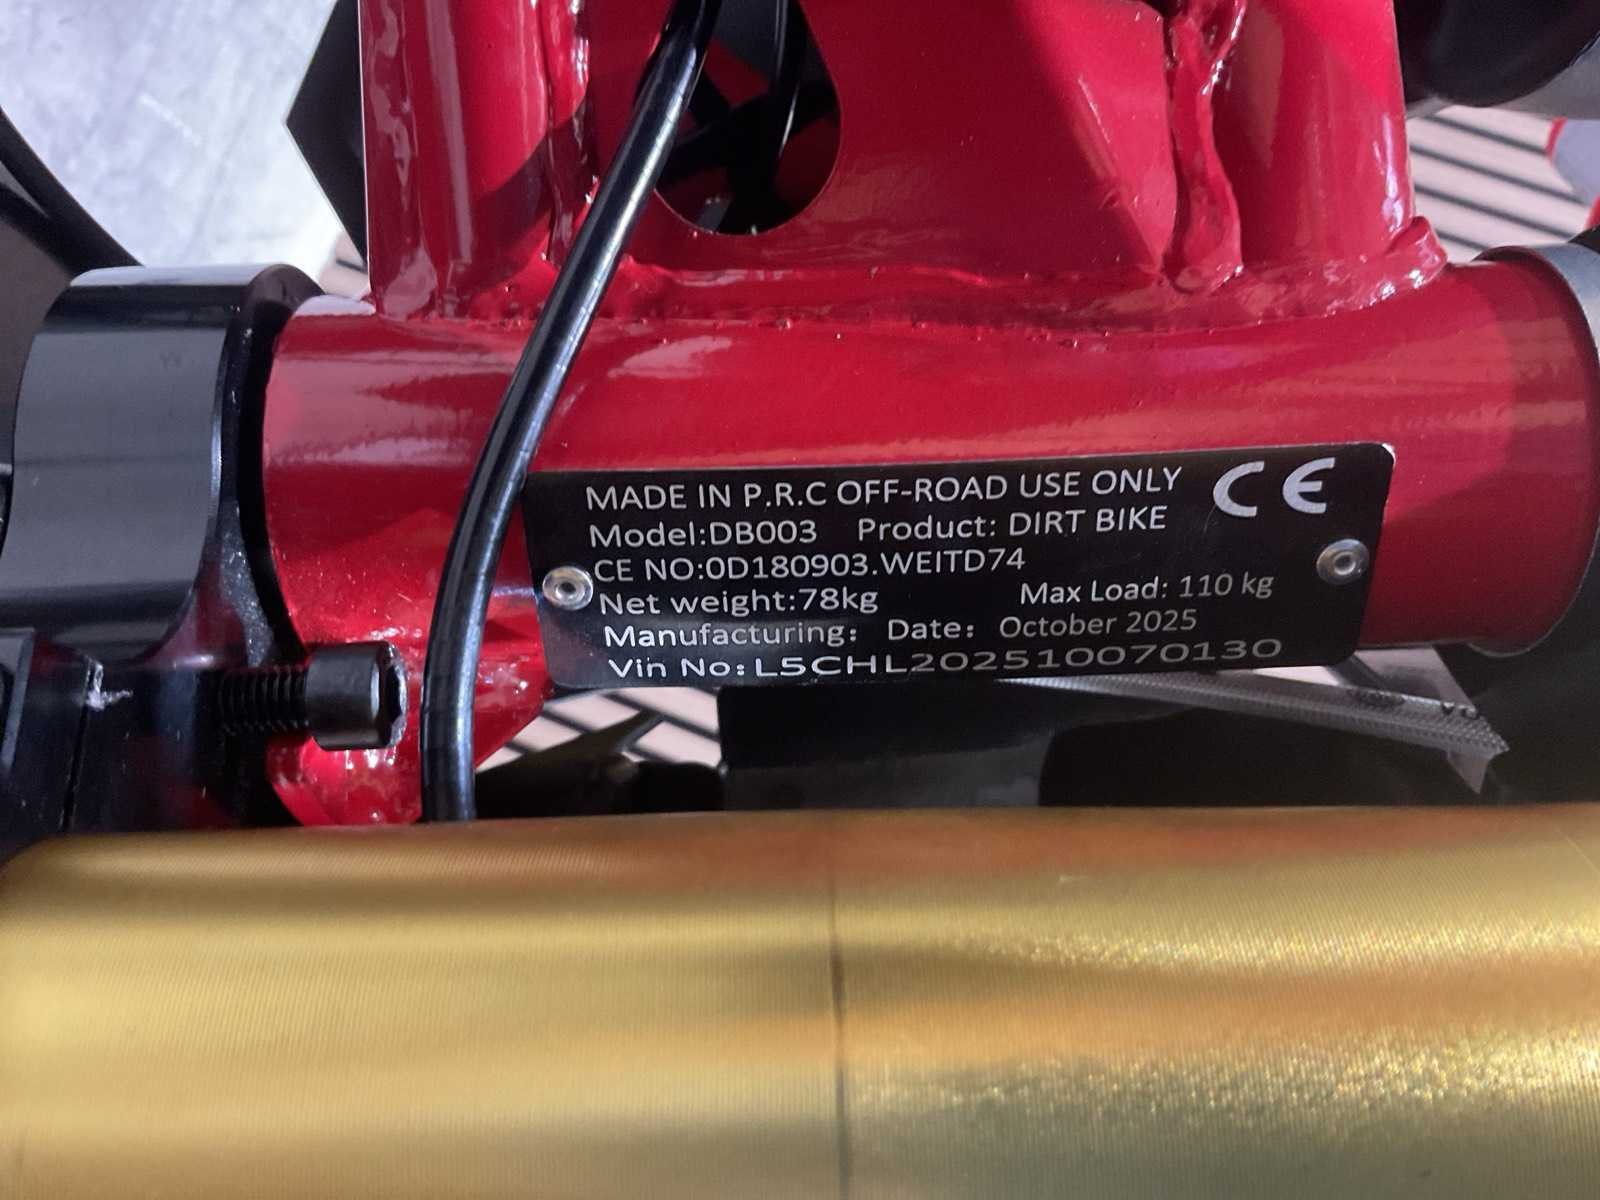 MADE IN P.R.C OFF-ROAD USE ONLY CE
Model:DB003 Product: DIRT BIKE
CE NO:0D180903.WEITD74
Net weight:78kg Max Load: 110 kg
Manufacturing: Date: October 2025
Vin No:L5CHL202510070130